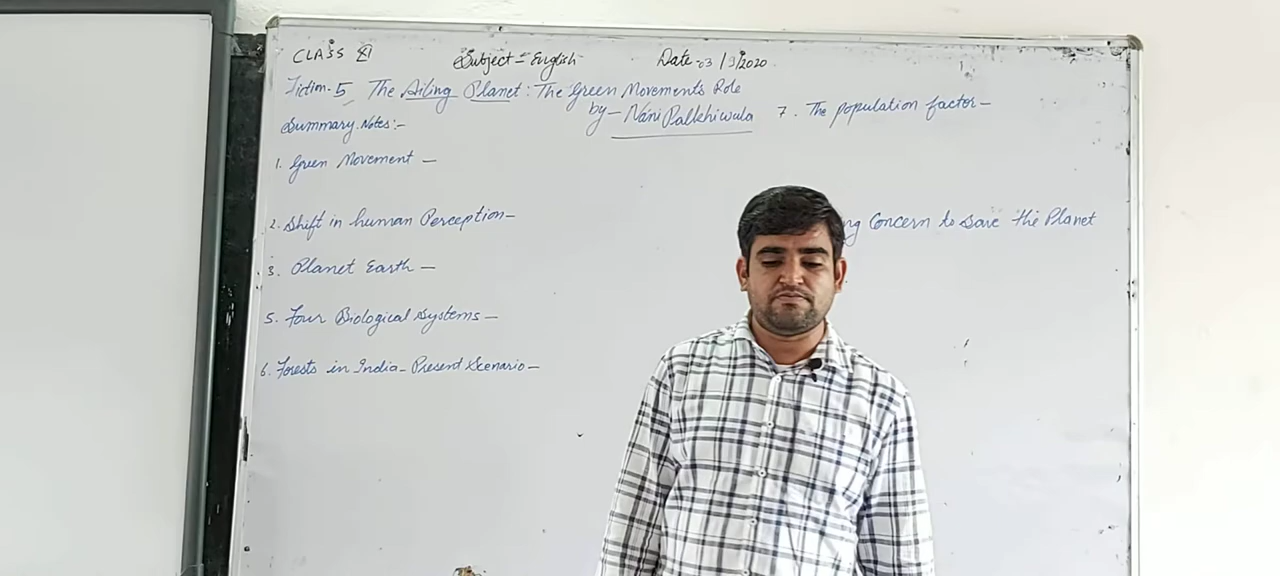 CLASS XI Subject = English Date - 03/9/2020
Fiction - 5, The Ailing Planet : The Green Movements Role
by - Nani Palkhiwala
Summary Notes :-
1. Green Movement -
2. Shift in human Perception -
3. Planet Earth -
5. Four Biological Systems -
6. Forests in India - Present Scenario -
7. The population factor -
ng Concern to Save the Planet